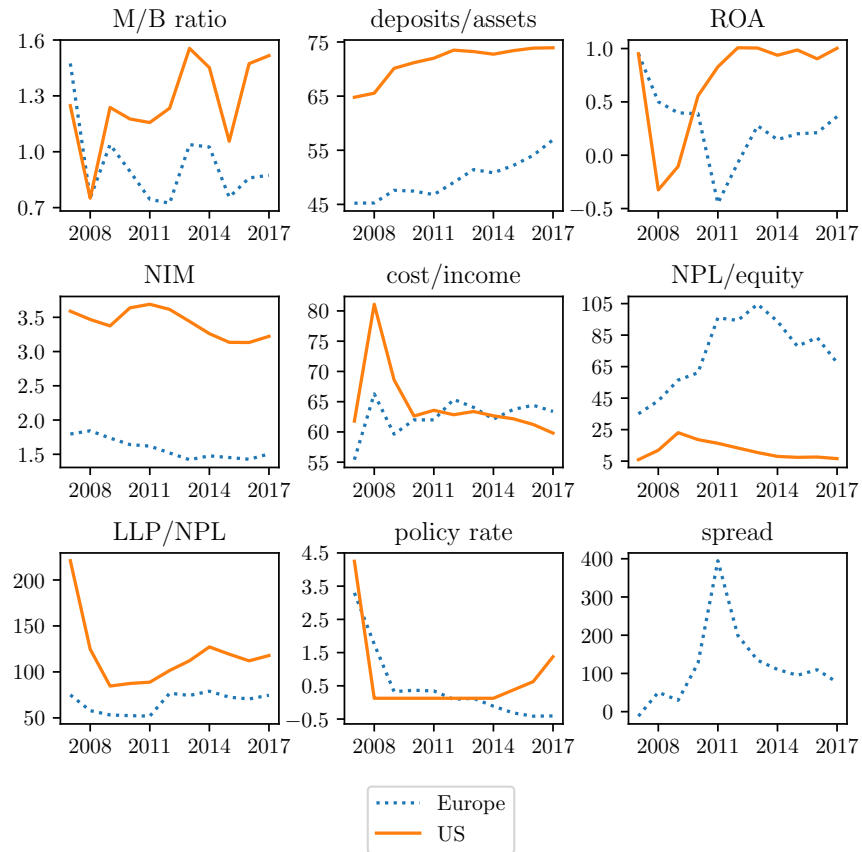 M/B ratio
1.6
1.3
1.0
0.7
2008 2011 2014 2017
deposits/assets
75
65
55
45
2008 2011 2014 2017
ROA
1.0
0.5
0.0
−0.5
2008 2011 2014 2017
NIM
3.5
3.0
2.5
2.0
1.5
2008 2011 2014 2017
cost/income
80
75
70
65
60
55
2008 2011 2014 2017
NPL/equity
105
85
65
45
25
5
2008 2011 2014 2017
LLP/NPL
200
150
100
50
2008 2011 2014 2017
policy rate
4.5
3.5
2.5
1.5
0.5
−0.5
2008 2011 2014 2017
spread
400
300
200
100
0
2008 2011 2014 2017
Europe
US